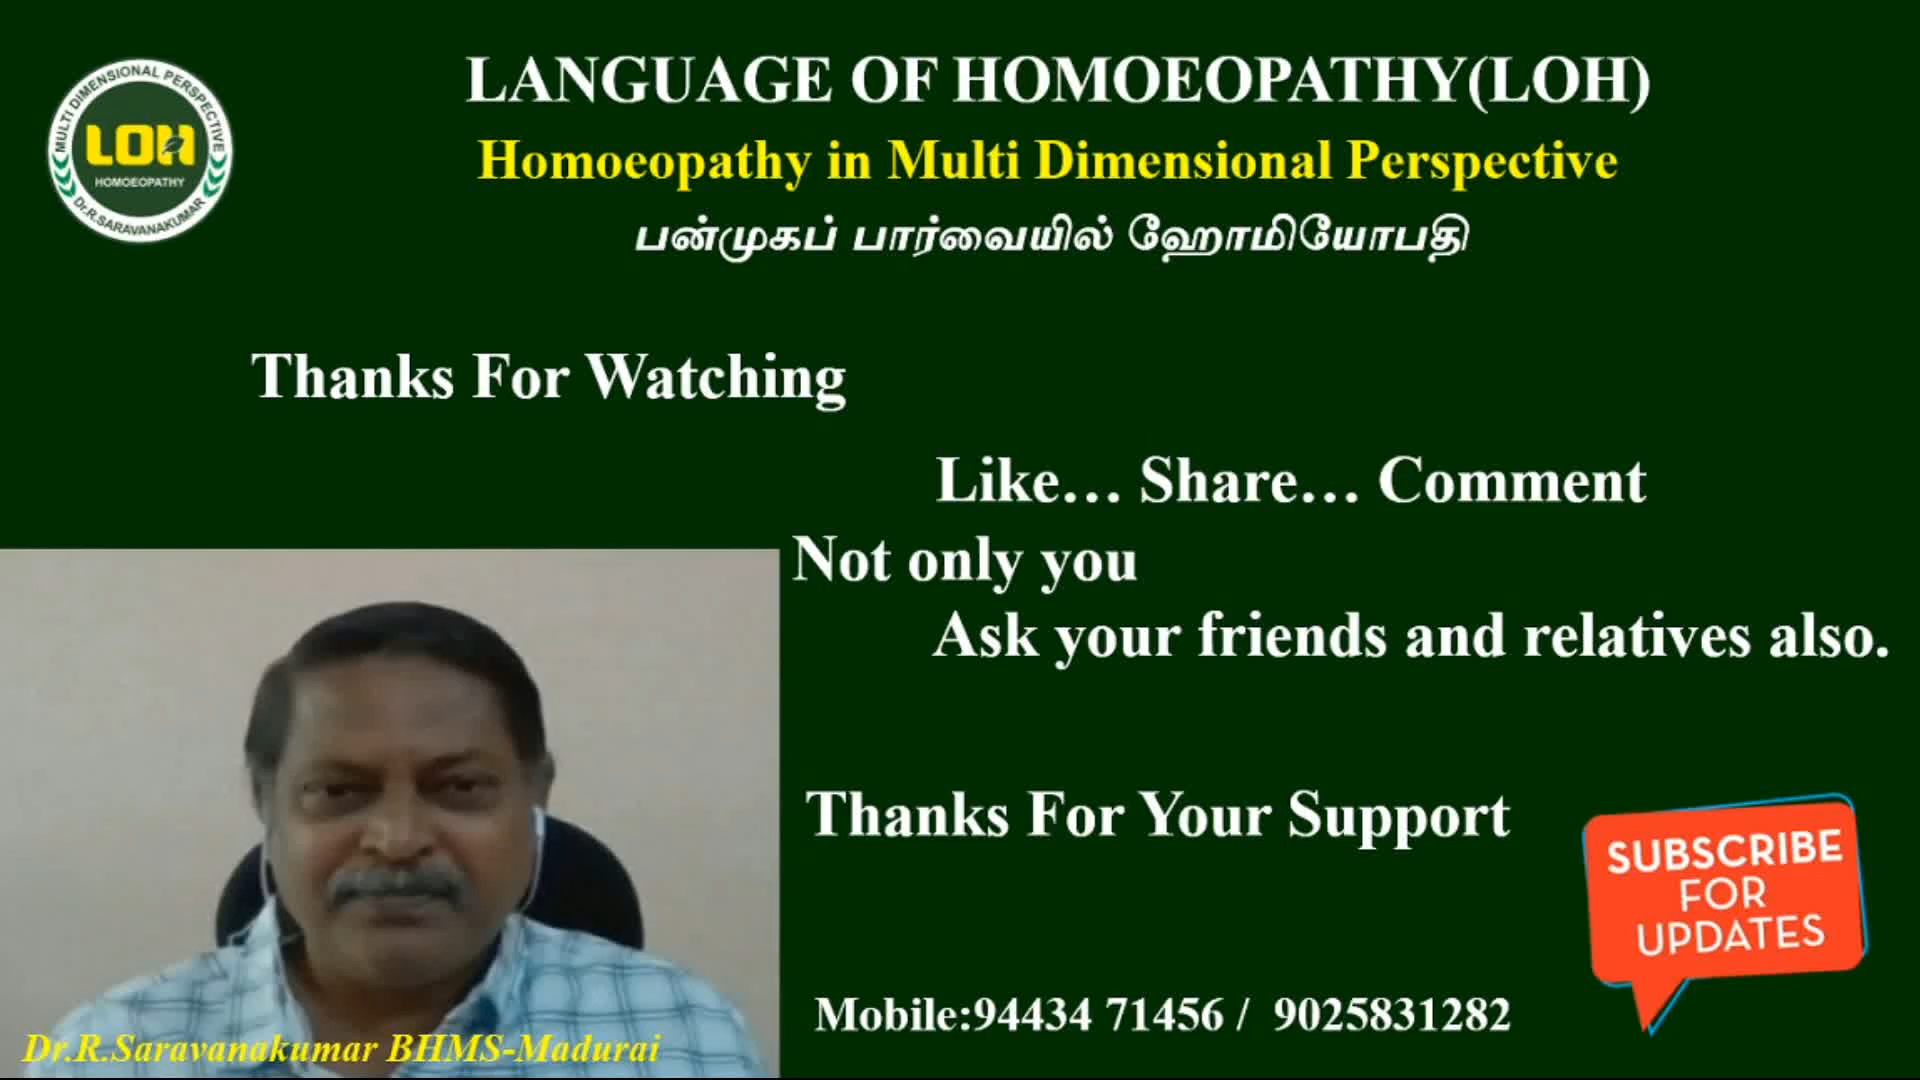 MULTI DIMENSIONAL PERSPECTIVE
LOH
HOMOEOPATHY
Dr.R.SARAVANAKUMAR
LANGUAGE OF HOMOEOPATHY(LOH)
Homoeopathy in Multi Dimensional Perspective
பன்முகப் பார்வையில் ஹோமியோபதி
Thanks For Watching
Like… Share… Comment
Not only you
Ask your friends and relatives also.
Thanks For Your Support
SUBSCRIBE
FOR
UPDATES
Mobile:94434 71456 / 9025831282
Dr.R.Saravanakumar BHMS-Madurai